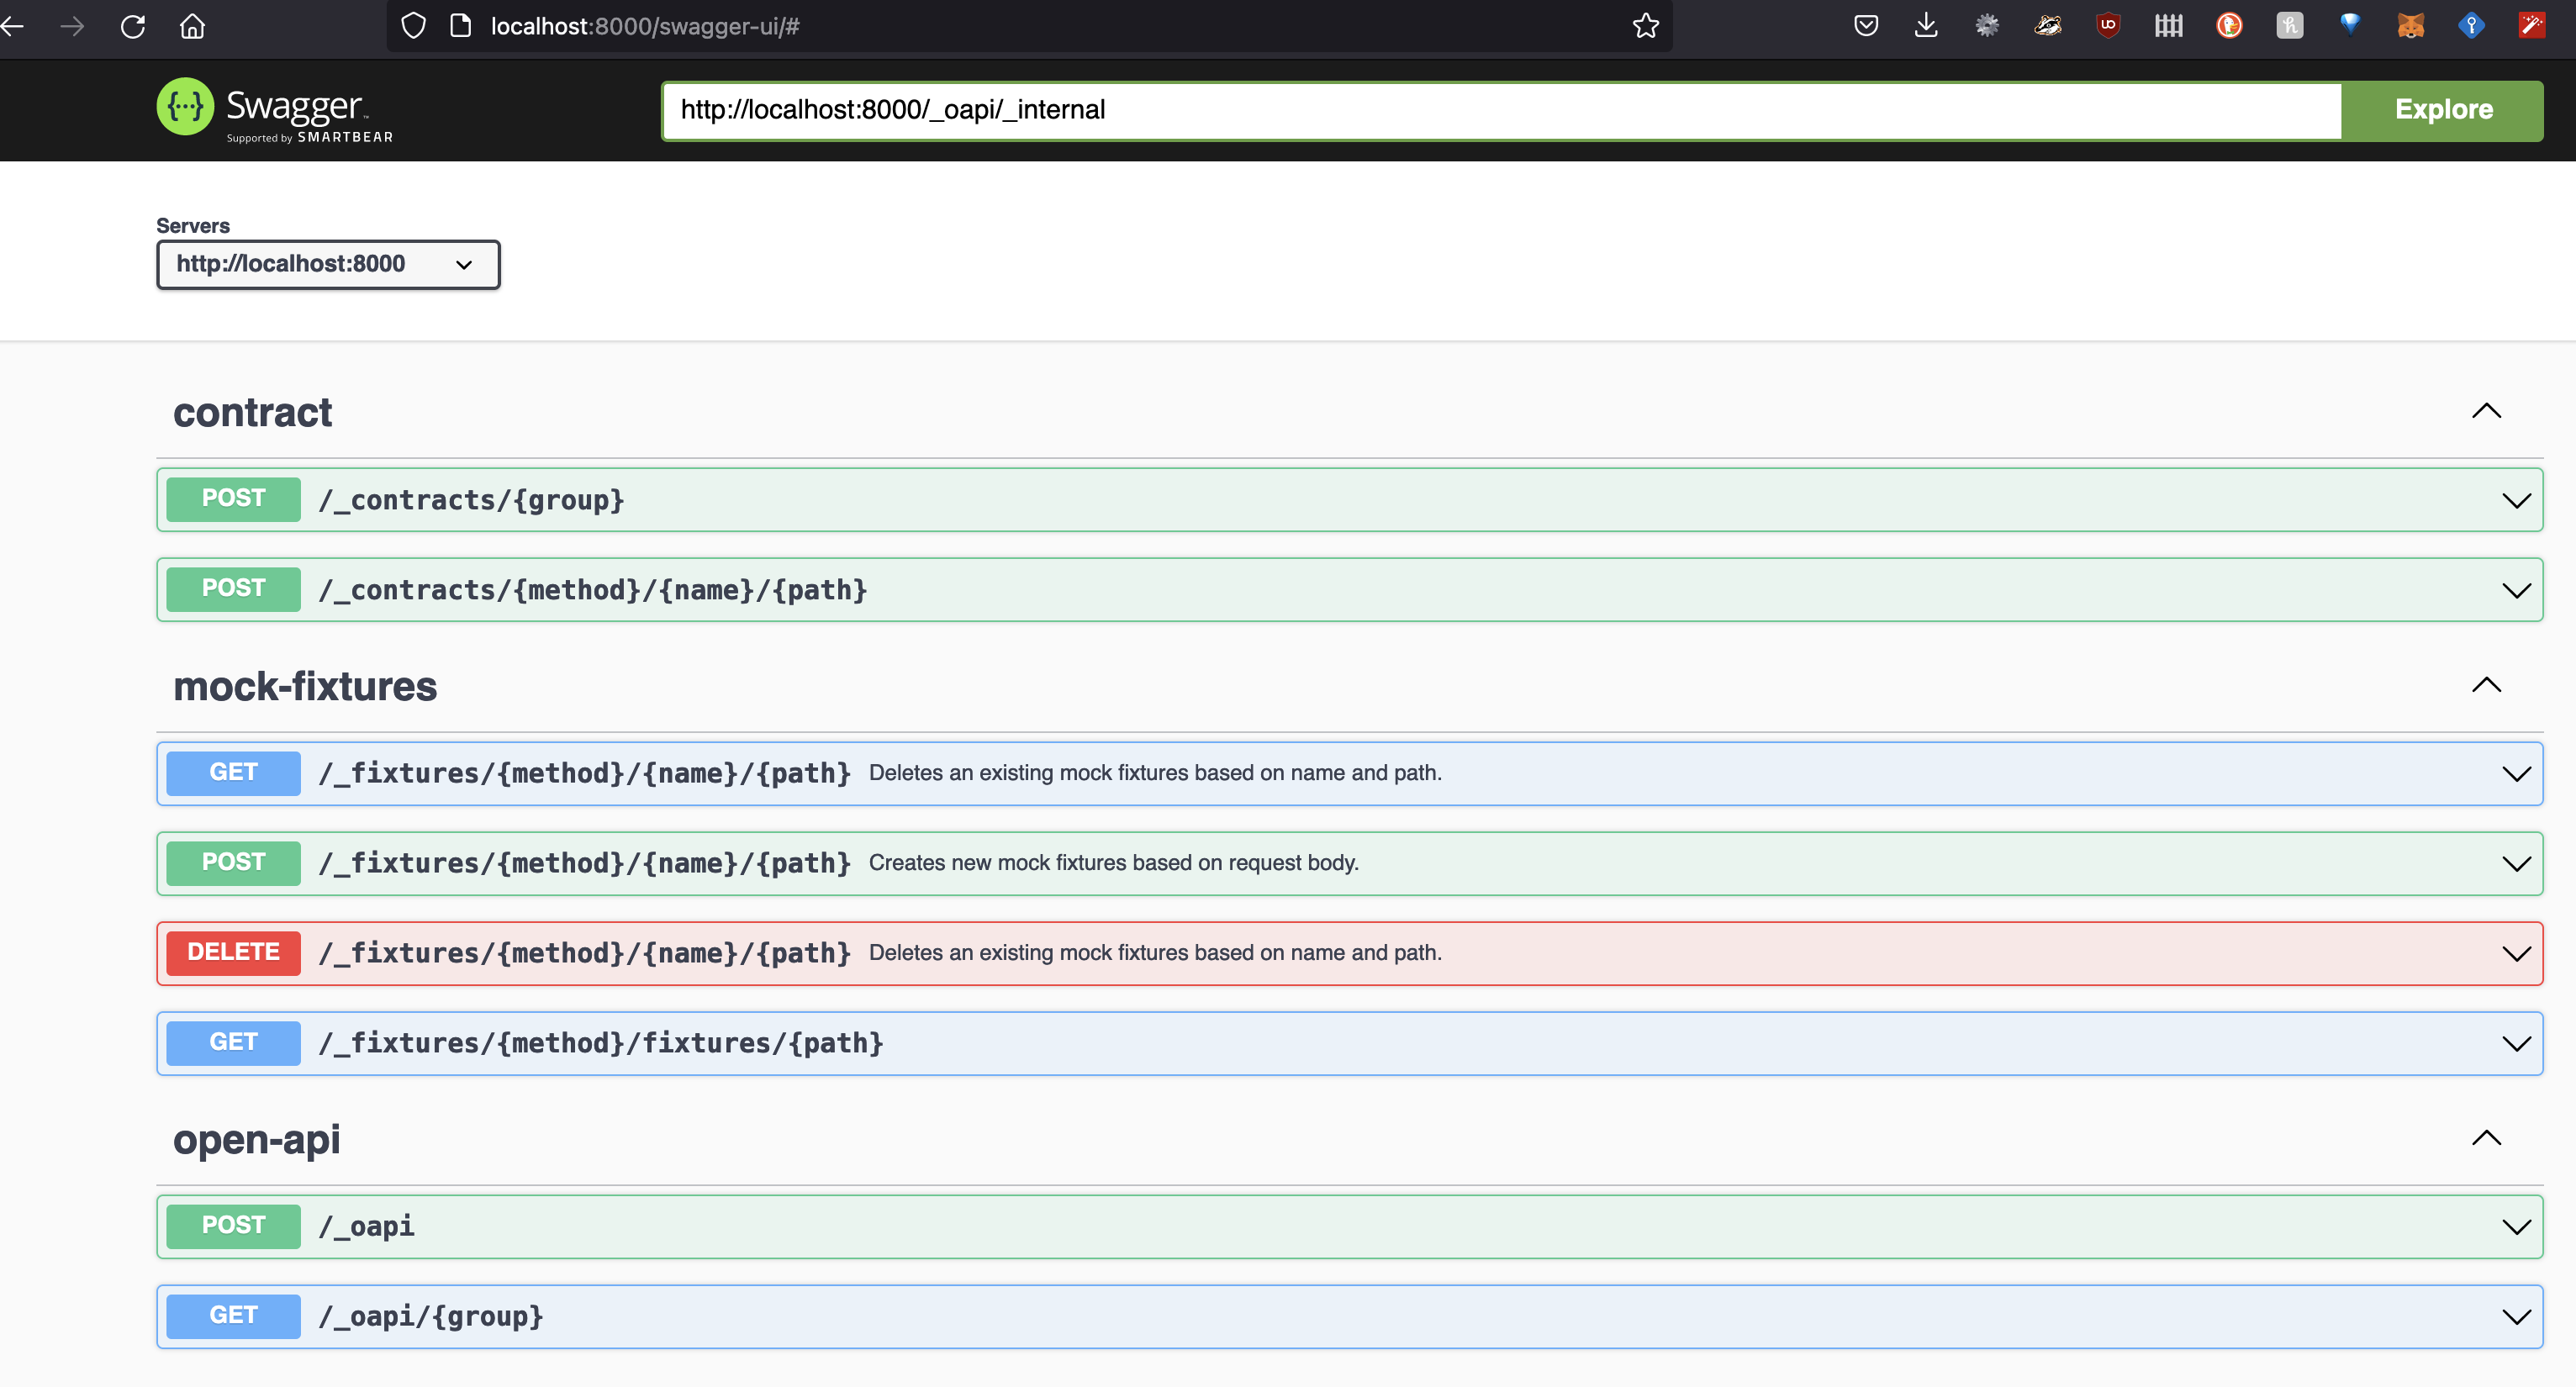 localhost:8000/swagger-ui/#
Swagger
Supported by SMARTBEAR
http://localhost:8000/_oapi/_internal
Explore
Servers
http://localhost:8000
contract
POST /_contracts/{group}
POST /_contracts/{method}/{name}/{path}
mock-fixtures
GET /_fixtures/{method}/{name}/{path} Deletes an existing mock fixtures based on name and path.
POST /_fixtures/{method}/{name}/{path} Creates new mock fixtures based on request body.
DELETE /_fixtures/{method}/{name}/{path} Deletes an existing mock fixtures based on name and path.
GET /_fixtures/{method}/fixtures/{path}
open-api
POST /_oapi
GET /_oapi/{group}